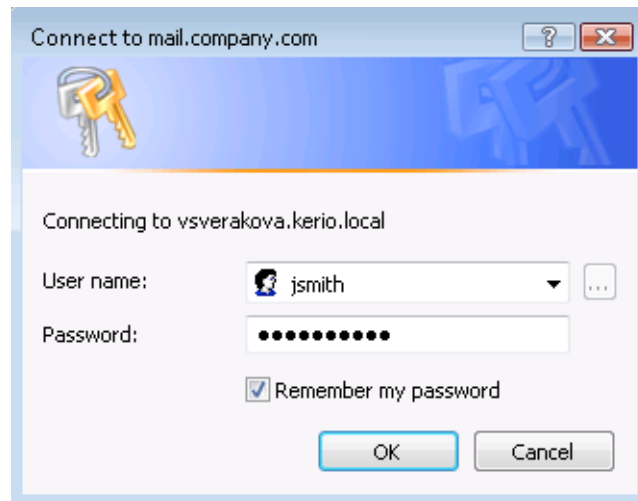 Connect to mail.company.com
Connecting to vsverakova.kerio.local
User name:
jsmith
...
Password:
●●●●●●●●●●
Remember my password
OK
Cancel